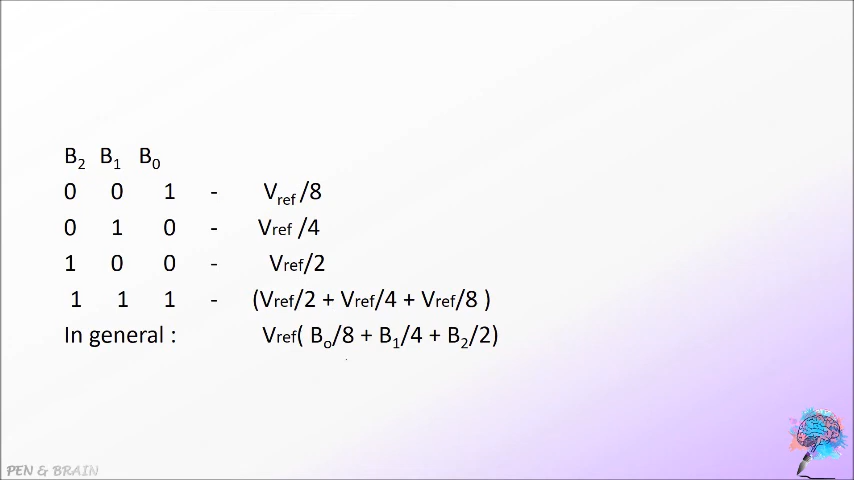 B₂ B₁ B₀
0 0 1 - Vref /8
0 1 0 - Vref /4
1 0 0 - Vref/2
1 1 1 - (Vref/2 + Vref/4 + Vref/8 )
In general : Vref( Bₒ/8 + B₁/4 + B₂/2)
PEN & BRAIN